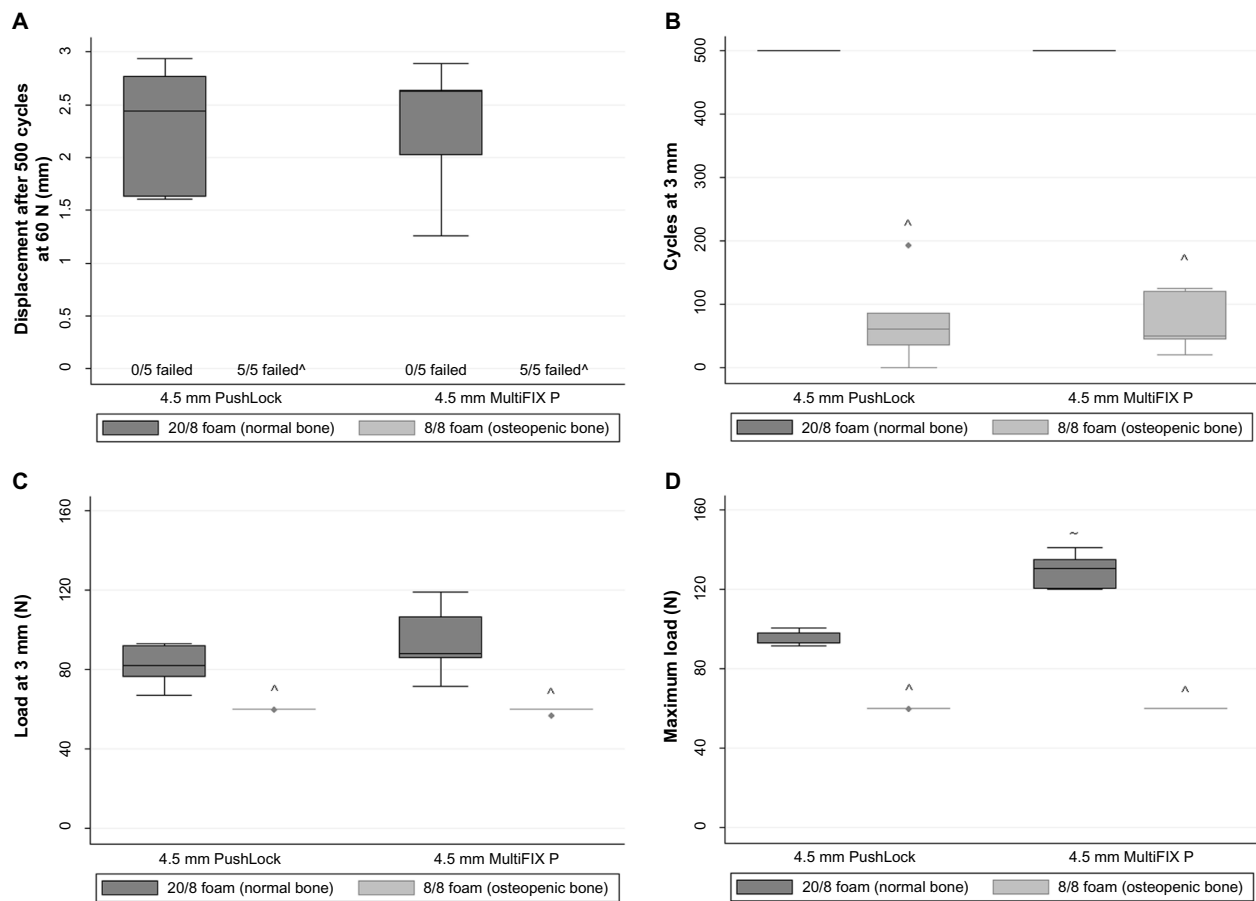 A
Displacement after 500 cycles
at 60 N (mm)
3
2.5
2
1.5
1
0.5
0
0/5 failed 5/5 failed^ 0/5 failed 5/5 failed^
4.5 mm PushLock 4.5 mm MultiFIX P
20/8 foam (normal bone) 8/8 foam (osteopenic bone)
B
Cycles at 3 mm
500
400
300
200
100
0
^ ^
4.5 mm PushLock 4.5 mm MultiFIX P
20/8 foam (normal bone) 8/8 foam (osteopenic bone)
C
Load at 3 mm (N)
160
120
80
40
0
^ ^
4.5 mm PushLock 4.5 mm MultiFIX P
20/8 foam (normal bone) 8/8 foam (osteopenic bone)
D
Maximum load (N)
160
120
80
40
0
~
^ ^
4.5 mm PushLock 4.5 mm MultiFIX P
20/8 foam (normal bone) 8/8 foam (osteopenic bone)